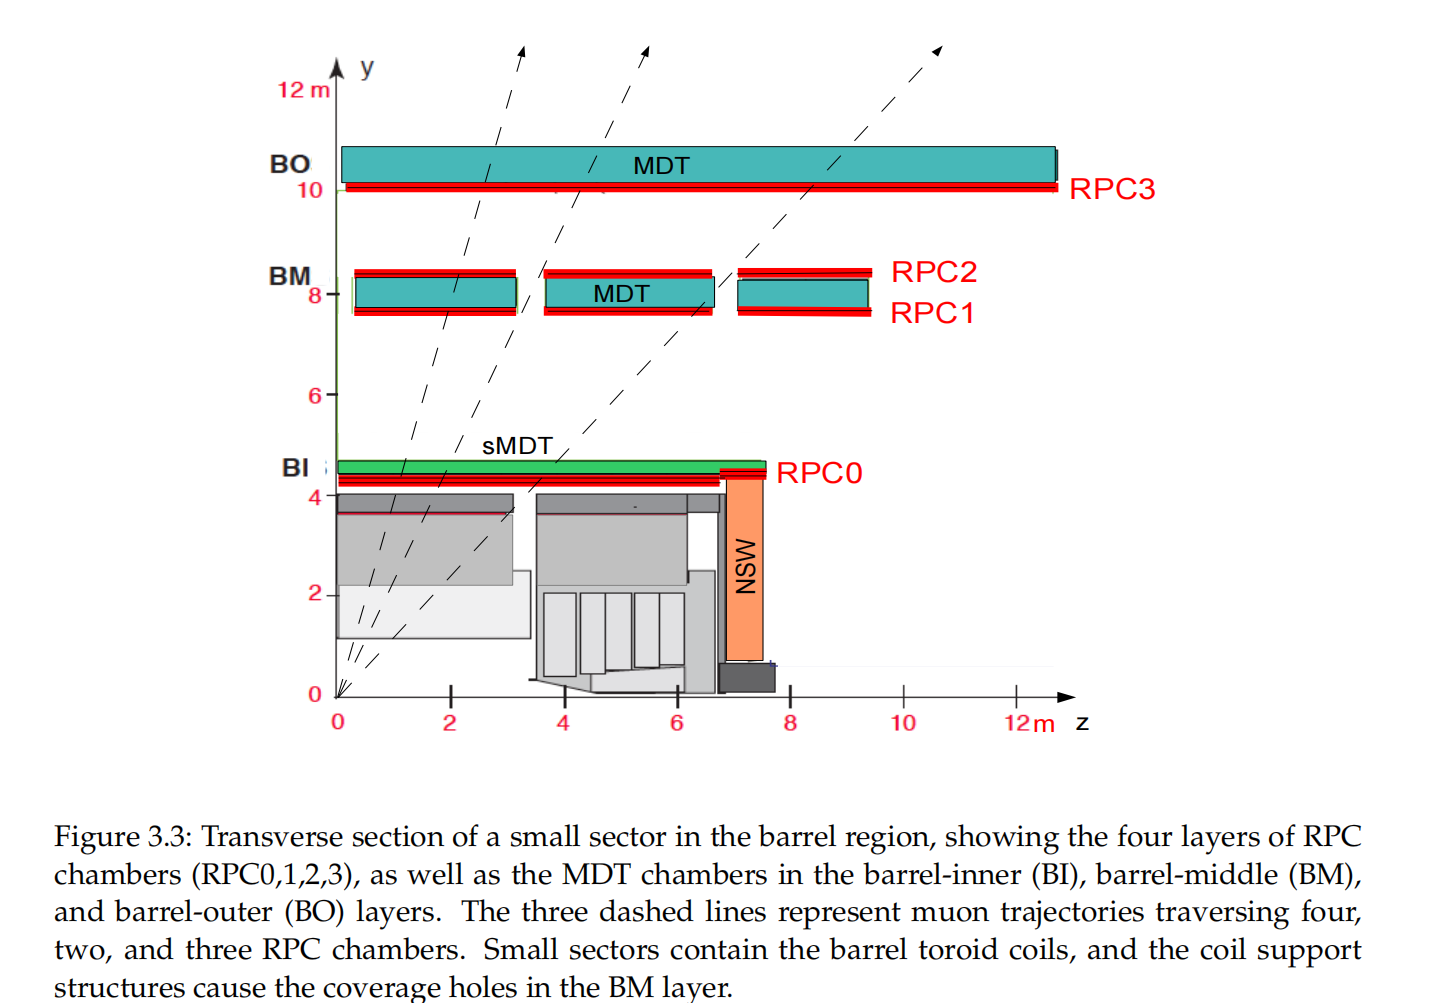 y
12 m
BO
MDT
10
RPC3
BM
RPC2
8
MDT
RPC1
6
sMDT
BI
RPC0
4
NSW
2
0
0 2 4 6 8 10 12 m z
Figure 3.3: Transverse section of a small sector in the barrel region, showing the four layers of RPC
chambers (RPC0,1,2,3), as well as the MDT chambers in the barrel-inner (BI), barrel-middle (BM),
and barrel-outer (BO) layers. The three dashed lines represent muon trajectories traversing four,
two, and three RPC chambers. Small sectors contain the barrel toroid coils, and the coil support
structures cause the coverage holes in the BM layer.